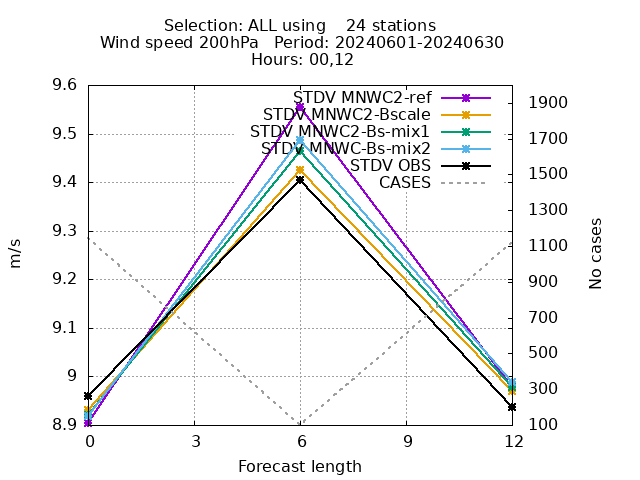 Selection: ALL using    24 stations
Wind speed 200hPa   Period: 20240601-20240630
Hours: 00,12
STDV MNWC2-ref
STDV MNWC2-Bscale
STDV MNWC2-Bs-mix1
STDV MNWC-Bs-mix2
STDV OBS
CASES
9.6
9.5
9.4
9.3
9.2
9.1
9
8.9
m/s
1900
1700
1500
1300
1100
900
700
500
300
100
No cases
0 3 6 9 12
Forecast length